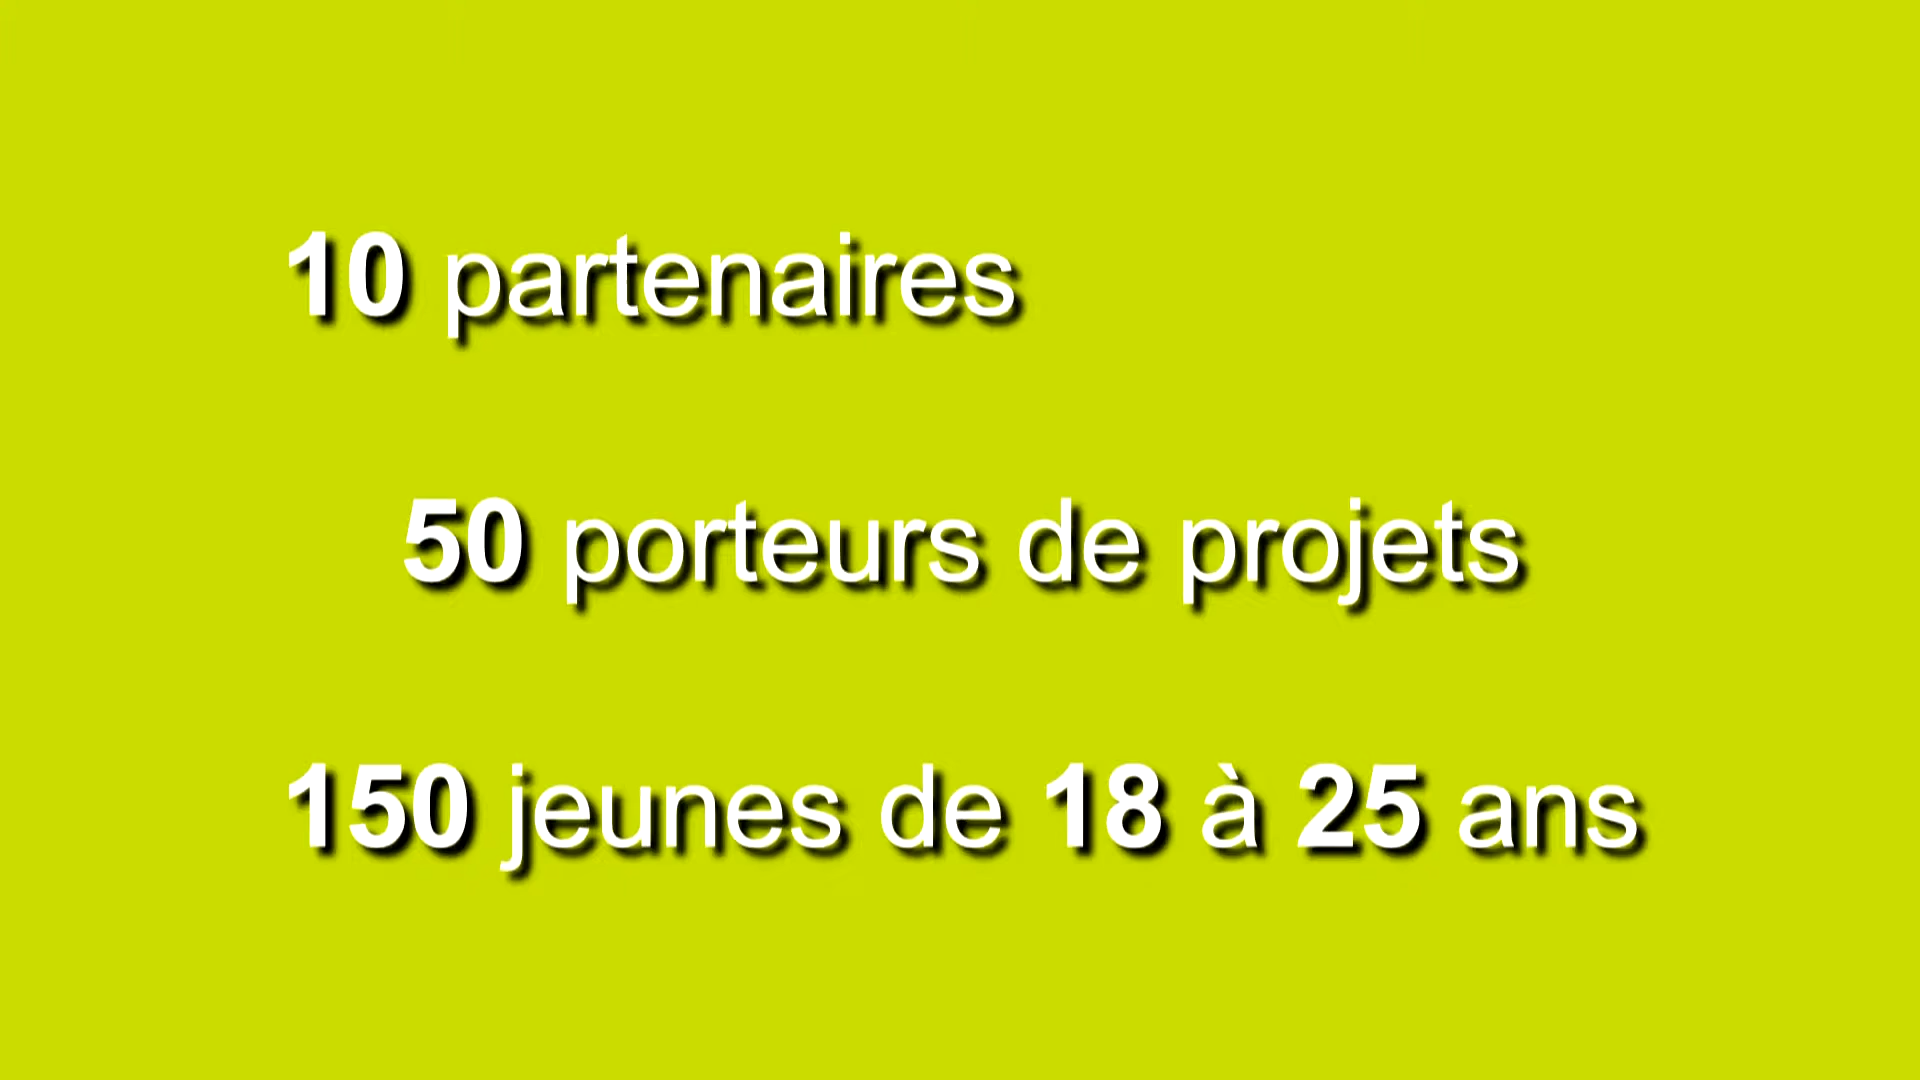 10 partenaires
50 porteurs de projets
150 jeunes de 18 à 25 ans